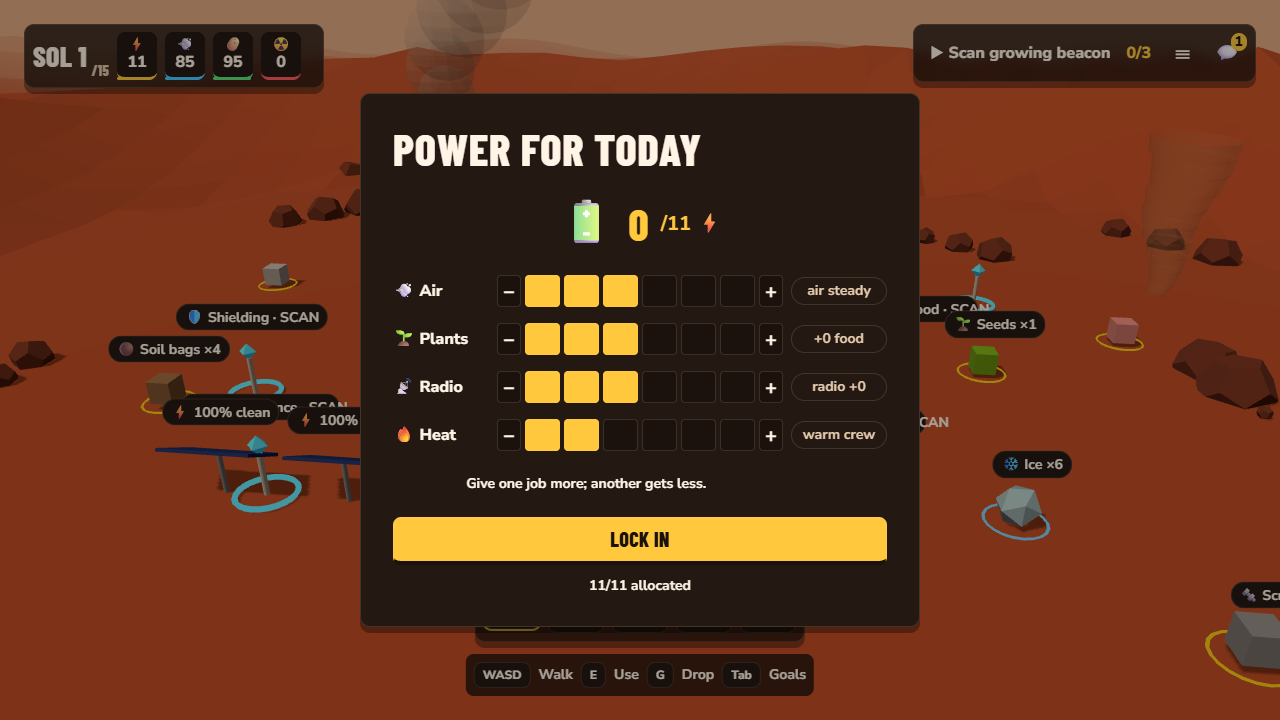 SOL 1 /15
11 85 95 0
Scan growing beacon 0/3
1
POWER FOR TODAY
0 /11
Air − + air steady
Plants − + +0 food
Radio − + radio +0
Heat − + warm crew
Give one job more; another gets less.
LOCK IN
11/11 allocated
Shielding · SCAN
Soil bags ×4
100% clean
100%
SCAN
Seeds ×1
Ice ×6
WASD Walk E Use G Drop Tab Goals